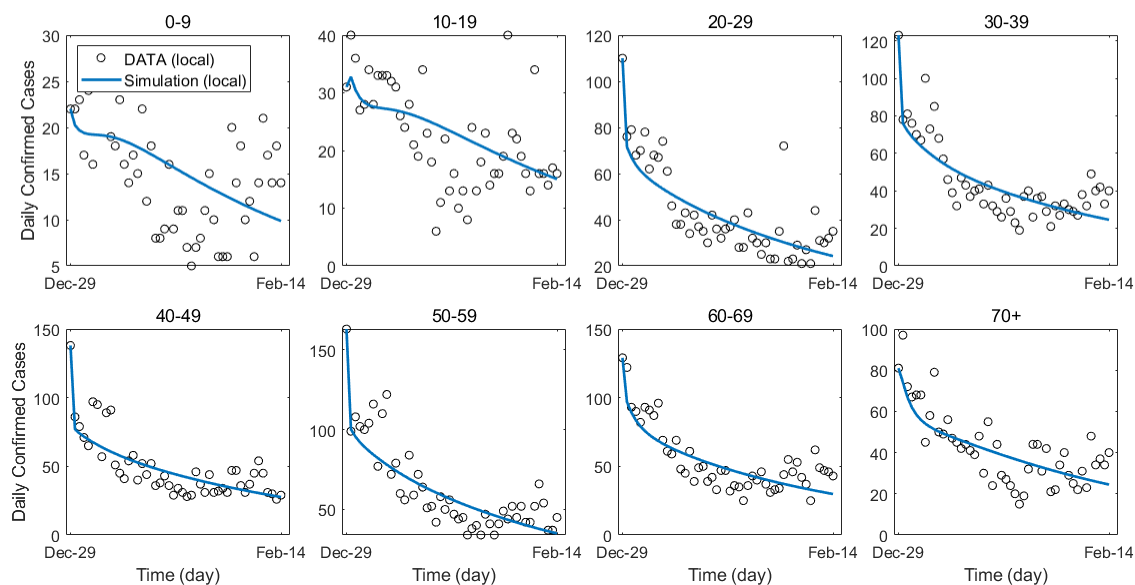 0-9
10-19
20-29
30-39
DATA (local)
Simulation (local)
Daily Confirmed Cases
30
25
20
15
10
5
Dec-29
Feb-14
40
30
20
10
0
Dec-29
Feb-14
120
100
80
60
40
20
Dec-29
Feb-14
120
100
80
60
40
20
0
Dec-29
Feb-14
40-49
50-59
60-69
70+
Daily Confirmed Cases
150
100
50
0
Dec-29
Feb-14
Time (day)
150
100
50
Dec-29
Feb-14
Time (day)
150
100
50
0
Dec-29
Feb-14
Time (day)
100
80
60
40
20
0
Dec-29
Feb-14
Time (day)